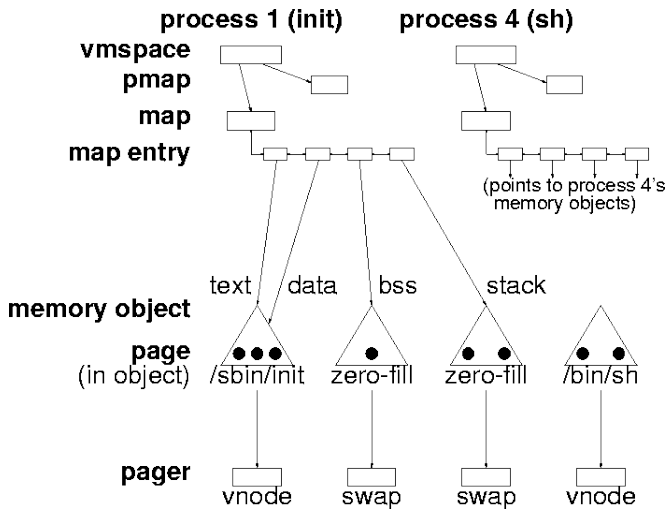 process 1 (init) process 4 (sh)
vmspace
pmap
map
map entry
(points to process 4's
memory objects)
text data bss stack
memory object
page
(in object) /sbin/init zero-fill zero-fill /bin/sh
pager
vnode swap swap vnode